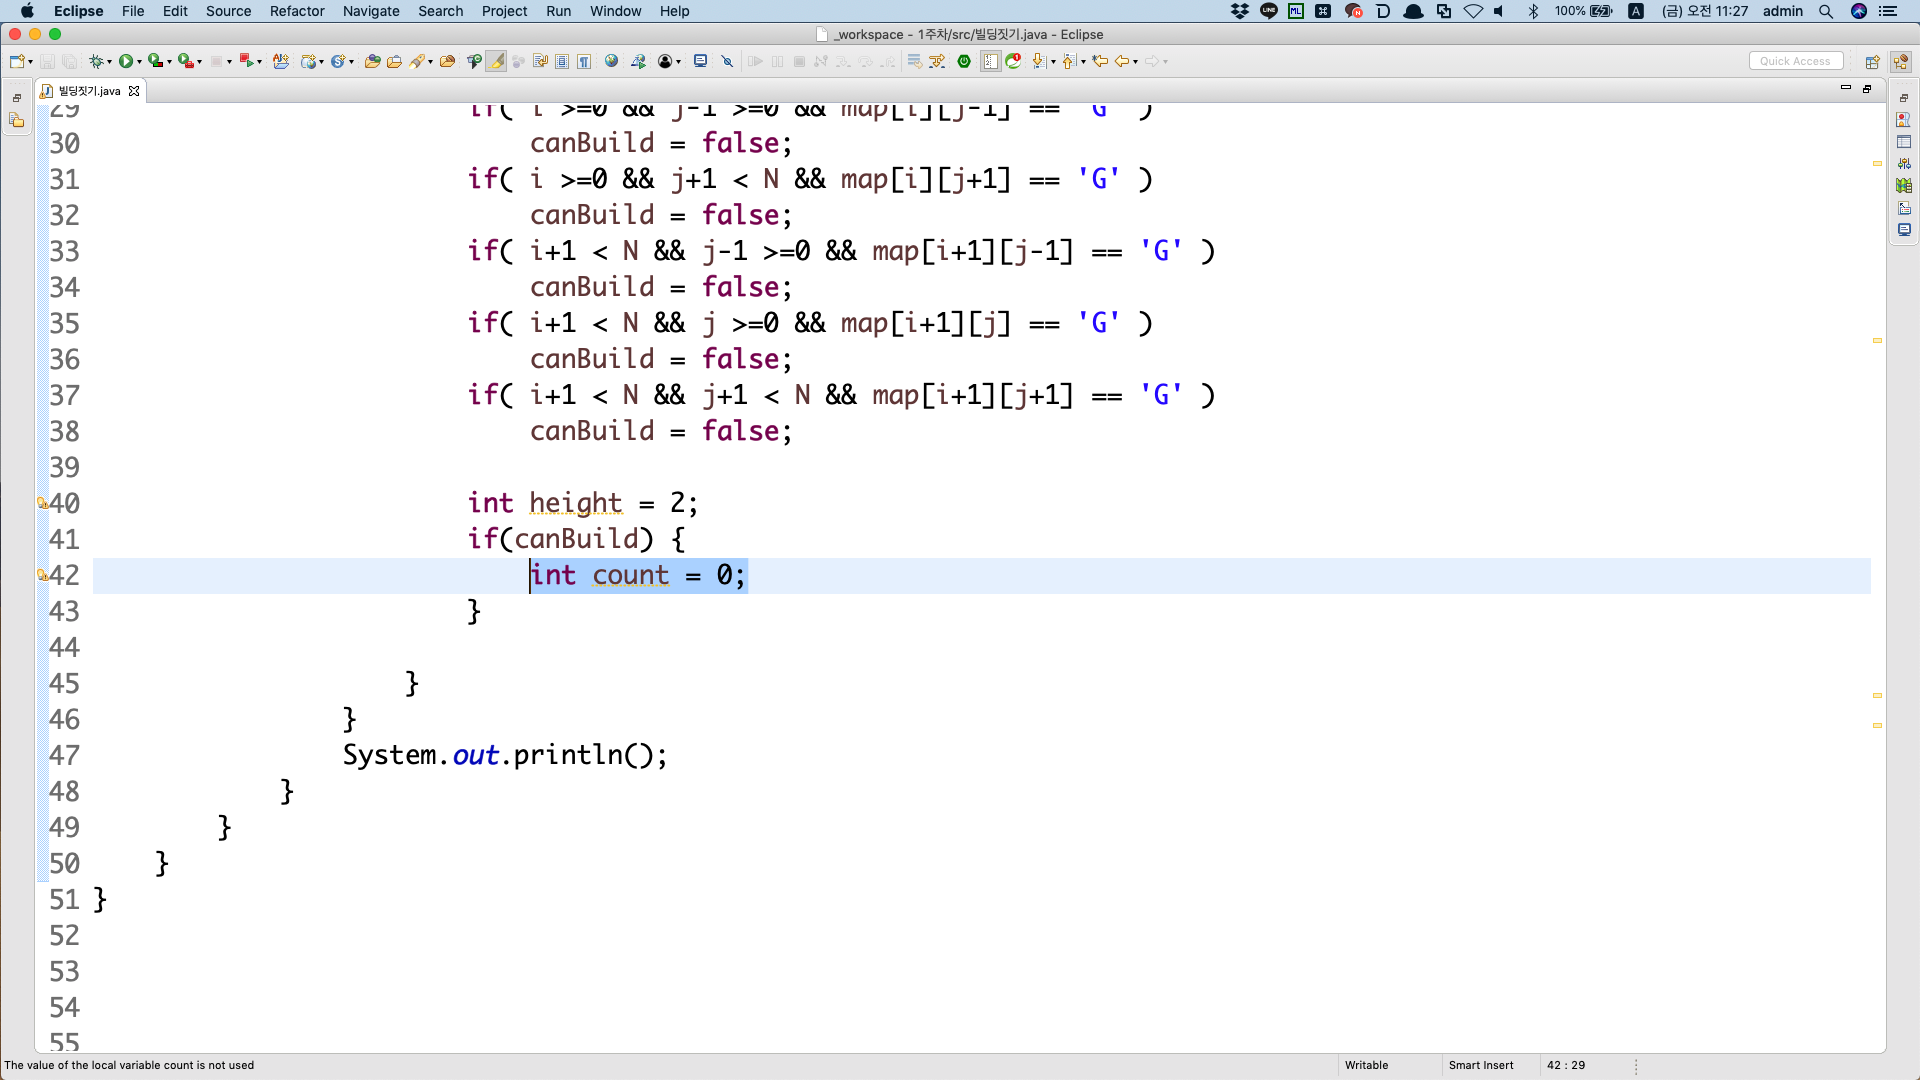 Eclipse File Edit Source Refactor Navigate Search Project Run Window Help 100% A (금) 오전 11:27 admin
_workspace - 1주차/src/빌딩짓기.java - Eclipse
Quick Access
빌딩짓기.java
29 if( i >=0 && j-1 >=0 && map[i][j-1] == 'G' )
30 canBuild = false;
31 if( i >=0 && j+1 < N && map[i][j+1] == 'G' )
32 canBuild = false;
33 if( i+1 < N && j-1 >=0 && map[i+1][j-1] == 'G' )
34 canBuild = false;
35 if( i+1 < N && j >=0 && map[i+1][j] == 'G' )
36 canBuild = false;
37 if( i+1 < N && j+1 < N && map[i+1][j+1] == 'G' )
38 canBuild = false;
39
40 int height = 2;
41 if(canBuild) {
42 int count = 0;
43 }
44
45 }
46 }
47 System.out.println();
48 }
49 }
50 }
51 }
52
53
54
55
The value of the local variable count is not used Writable Smart Insert 42 : 29